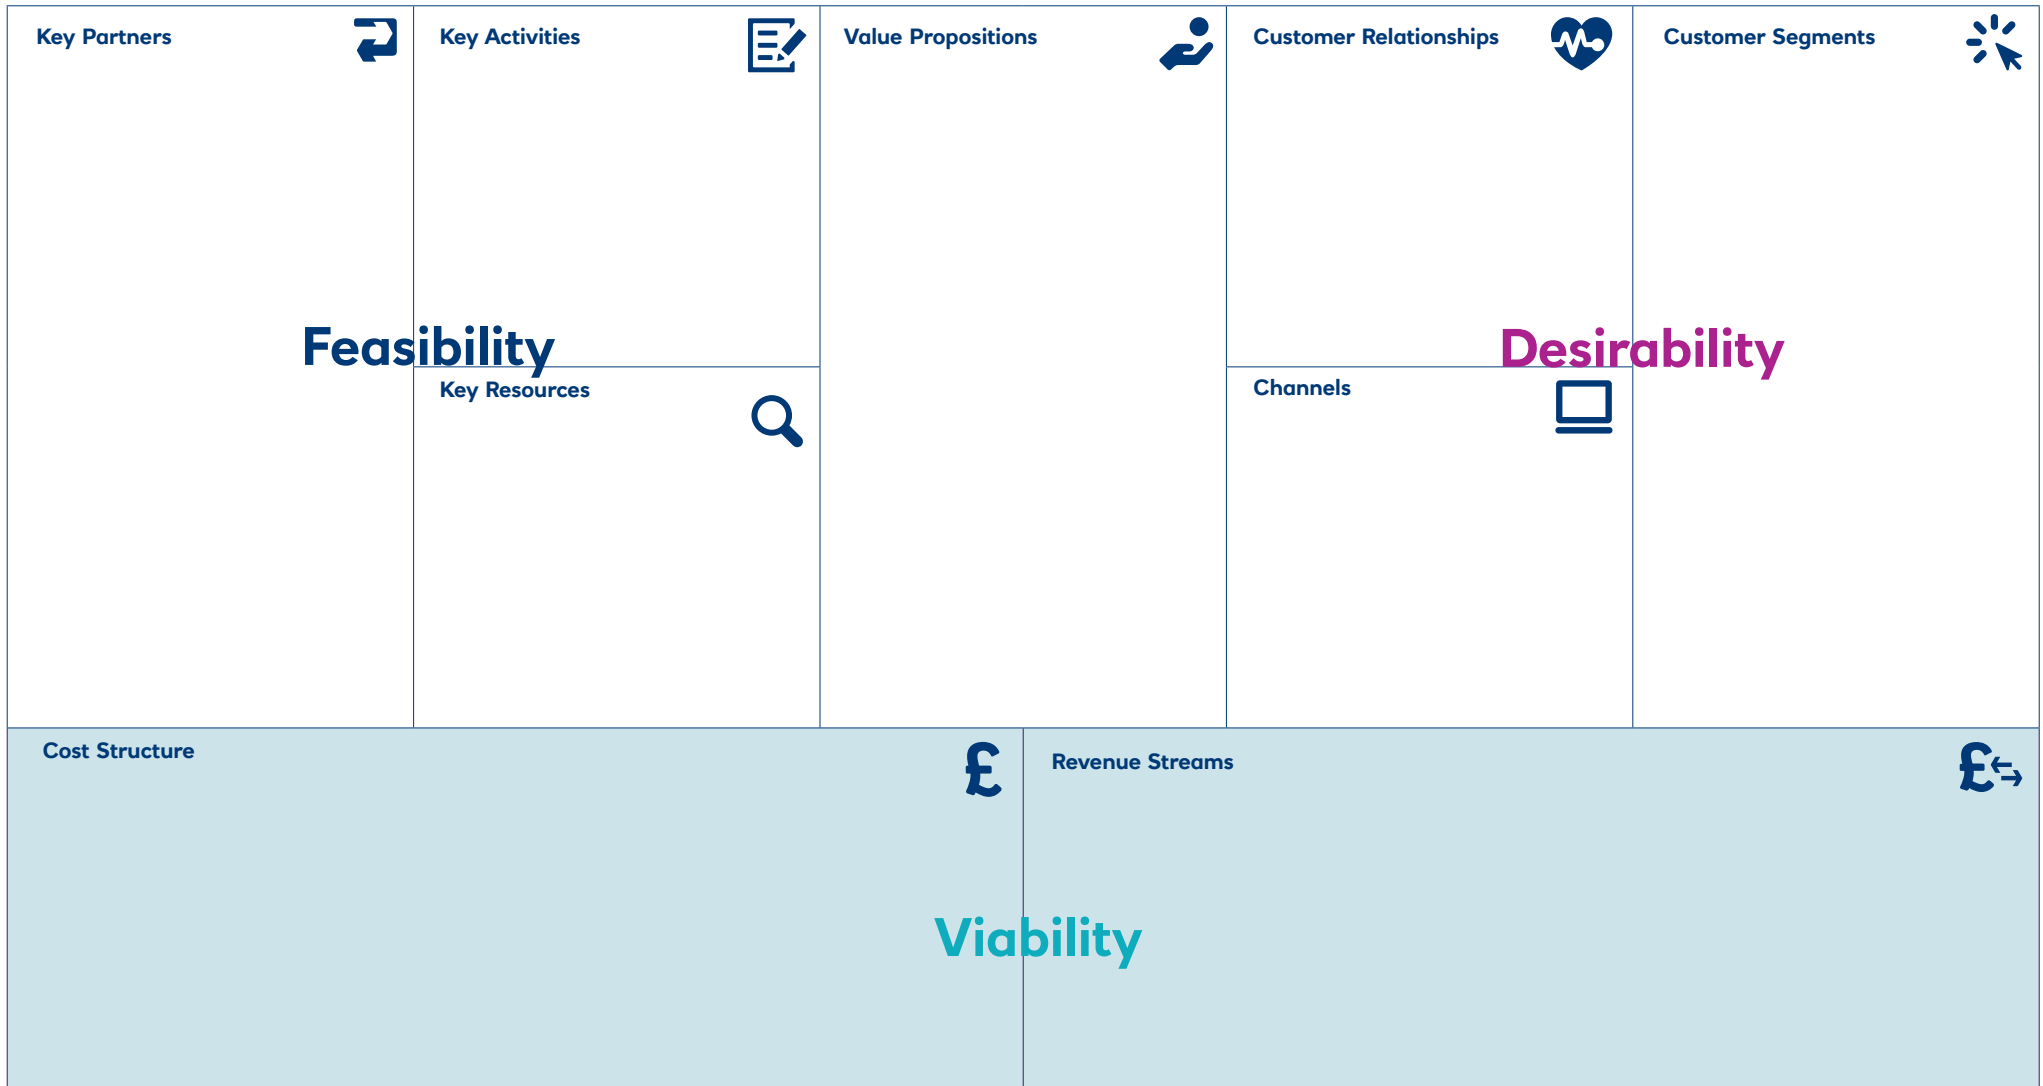 Key Partners
Key Activities
Value Propositions
Customer Relationships
Customer Segments
Feasibility
Desirability
Key Resources
Channels
Cost Structure
£
Revenue Streams
£
Viability